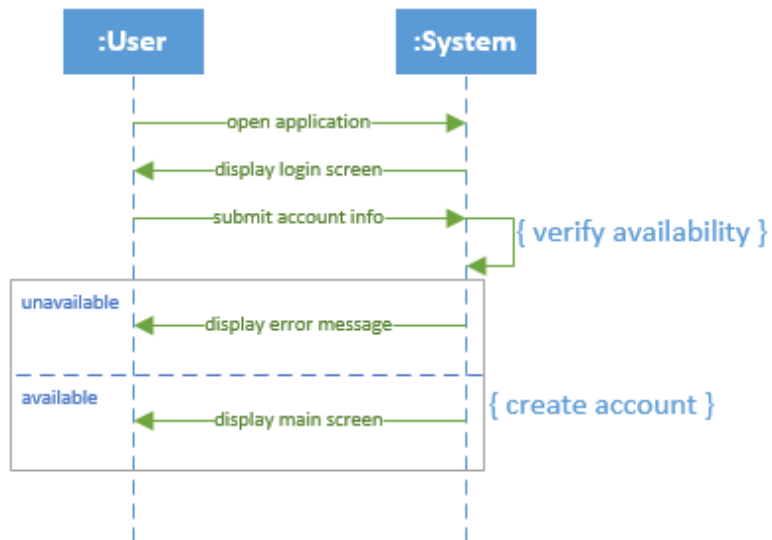 :User
:System
open application
display login screen
submit account info
{ verify availability }
unavailable
display error message
available
{ create account }
display main screen